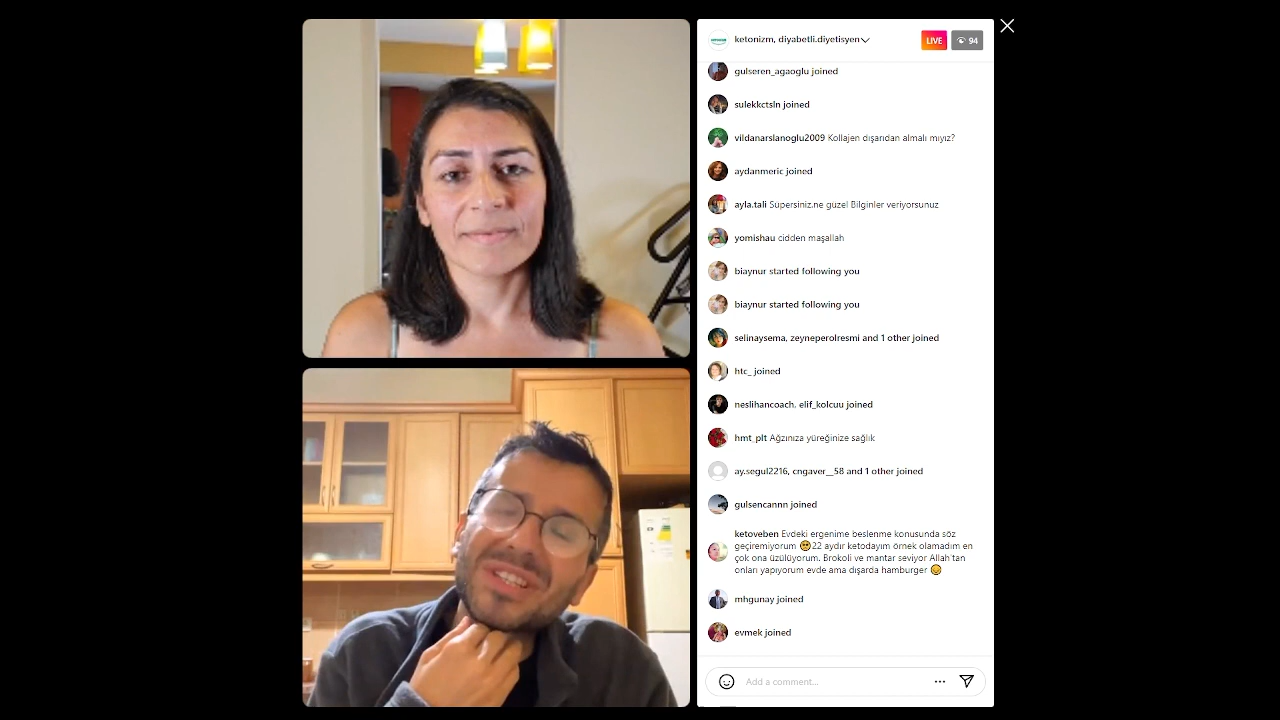 ketonizm, diyabetli.diyetisyen
LIVE
94
gulseren_agaoglu joined
sulekkctsln joined
vildanarslanoglu2009 Kollajen dışarıdan almalı mıyız?
aydanmeric joined
ayla.tali Süpersiniz.ne güzel Bilginler veriyorsunuz
yomishau cidden maşallah
biaynur started following you
biaynur started following you
selinaysema, zeyneperolresmi and 1 other joined
htc_ joined
neslihancoach, elif_kolcuu joined
hmt_plt Ağzınıza yüreğinize sağlık
ay.segul2216, cngaver__58 and 1 other joined
gulsencannn joined
ketoveben Evdeki ergenime beslenme konusunda söz
geçiremiyorum 😢22 aydır ketodayım örnek olamadım en
çok ona üzülüyorum. Brokoli ve mantar seviyor Allah'tan
onları yapıyorum evde ama dışarda hamburger 😔
mhgunay joined
evmek joined
Add a comment...